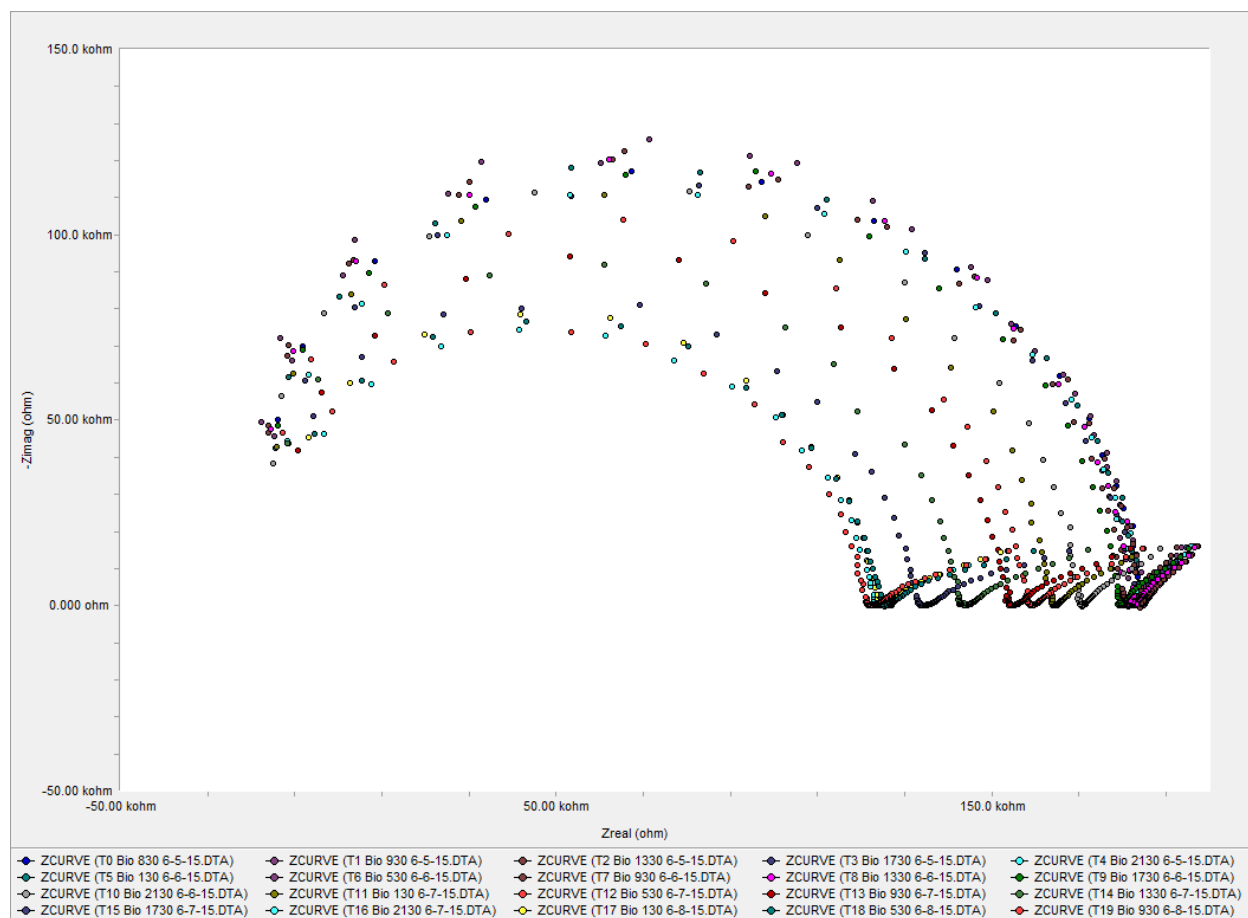 150.0 kohm
100.0 kohm
50.00 kohm
-Zimag (ohm)
0.000 ohm
-50.00 kohm
-50.00 kohm 50.00 kohm 150.0 kohm
Zreal (ohm)
ZCURVE (T0 Bio 830 6-5-15.DTA) ZCURVE (T1 Bio 930 6-5-15.DTA) ZCURVE (T2 Bio 1330 6-5-15.DTA) ZCURVE (T3 Bio 1730 6-5-15.DTA) ZCURVE (T4 Bio 2130 6-5-15.DTA)
ZCURVE (T5 Bio 130 6-6-15.DTA) ZCURVE (T6 Bio 530 6-6-15.DTA) ZCURVE (T7 Bio 930 6-6-15.DTA) ZCURVE (T8 Bio 1330 6-6-15.DTA) ZCURVE (T9 Bio 1730 6-6-15.DTA)
ZCURVE (T10 Bio 2130 6-6-15.DTA) ZCURVE (T11 Bio 130 6-7-15.DTA) ZCURVE (T12 Bio 530 6-7-15.DTA) ZCURVE (T13 Bio 930 6-7-15.DTA) ZCURVE (T14 Bio 1330 6-7-15.DTA)
ZCURVE (T15 Bio 1730 6-7-15.DTA) ZCURVE (T16 Bio 2130 6-7-15.DTA) ZCURVE (T17 Bio 130 6-8-15.DTA) ZCURVE (T18 Bio 530 6-8-15.DTA) ZCURVE (T19 Bio 930 6-8-15.DTA)